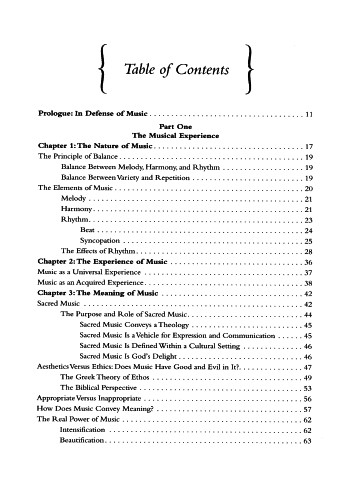 Table of Contents
Prologue: In Defense of Music . . . . . . . . . . . . . . . . . . . . . . . . . . . . . . . . . . . 11
Part One
The Musical Experience
Chapter 1: The Nature of Music . . . . . . . . . . . . . . . . . . . . . . . . . . . . . . . . . . 17
The Principle of Balance . . . . . . . . . . . . . . . . . . . . . . . . . . . . . . . . . . . . . . . 19
Balance Between Melody, Harmony, and Rhythm . . . . . . . . . . . . . . . . . . 19
Balance Between Variety and Repetition . . . . . . . . . . . . . . . . . . . . . . . . . 19
The Elements of Music . . . . . . . . . . . . . . . . . . . . . . . . . . . . . . . . . . . . . . . . 20
Melody . . . . . . . . . . . . . . . . . . . . . . . . . . . . . . . . . . . . . . . . . . . . . . . . 21
Harmony . . . . . . . . . . . . . . . . . . . . . . . . . . . . . . . . . . . . . . . . . . . . . . . 21
Rhythm . . . . . . . . . . . . . . . . . . . . . . . . . . . . . . . . . . . . . . . . . . . . . . . . 23
Beat . . . . . . . . . . . . . . . . . . . . . . . . . . . . . . . . . . . . . . . . . . . . . . 24
Syncopation . . . . . . . . . . . . . . . . . . . . . . . . . . . . . . . . . . . . . . . . 25
The Effects of Rhythm . . . . . . . . . . . . . . . . . . . . . . . . . . . . . . . . . . . . . 28
Chapter 2: The Experience of Music . . . . . . . . . . . . . . . . . . . . . . . . . . . . . . 36
Music as a Universal Experience . . . . . . . . . . . . . . . . . . . . . . . . . . . . . . . . . 37
Music as an Acquired Experience . . . . . . . . . . . . . . . . . . . . . . . . . . . . . . . . 38
Chapter 3: The Meaning of Music . . . . . . . . . . . . . . . . . . . . . . . . . . . . . . . . 42
Sacred Music . . . . . . . . . . . . . . . . . . . . . . . . . . . . . . . . . . . . . . . . . . . . . . . 42
The Purpose and Role of Sacred Music . . . . . . . . . . . . . . . . . . . . . . . . . . 44
Sacred Music Conveys a Theology . . . . . . . . . . . . . . . . . . . . . . . . . 45
Sacred Music Is a Vehicle for Expression and Communication . . . . . . 45
Sacred Music Is Defined Within a Cultural Setting . . . . . . . . . . . . . . 46
Sacred Music Is God's Delight . . . . . . . . . . . . . . . . . . . . . . . . . . . . 46
Aesthetics Versus Ethics: Does Music Have Good and Evil in It? . . . . . . . . . . . . 47
The Greek Theory of Ethos . . . . . . . . . . . . . . . . . . . . . . . . . . . . . . . . . . 49
The Biblical Perspective . . . . . . . . . . . . . . . . . . . . . . . . . . . . . . . . . . . . 53
Appropriate Versus Inappropriate . . . . . . . . . . . . . . . . . . . . . . . . . . . . . . . . 56
How Does Music Convey Meaning? . . . . . . . . . . . . . . . . . . . . . . . . . . . . . . 57
The Real Power of Music . . . . . . . . . . . . . . . . . . . . . . . . . . . . . . . . . . . . . . 62
Intensification . . . . . . . . . . . . . . . . . . . . . . . . . . . . . . . . . . . . . . . . . . . 62
Beautification . . . . . . . . . . . . . . . . . . . . . . . . . . . . . . . . . . . . . . . . . . . . 63